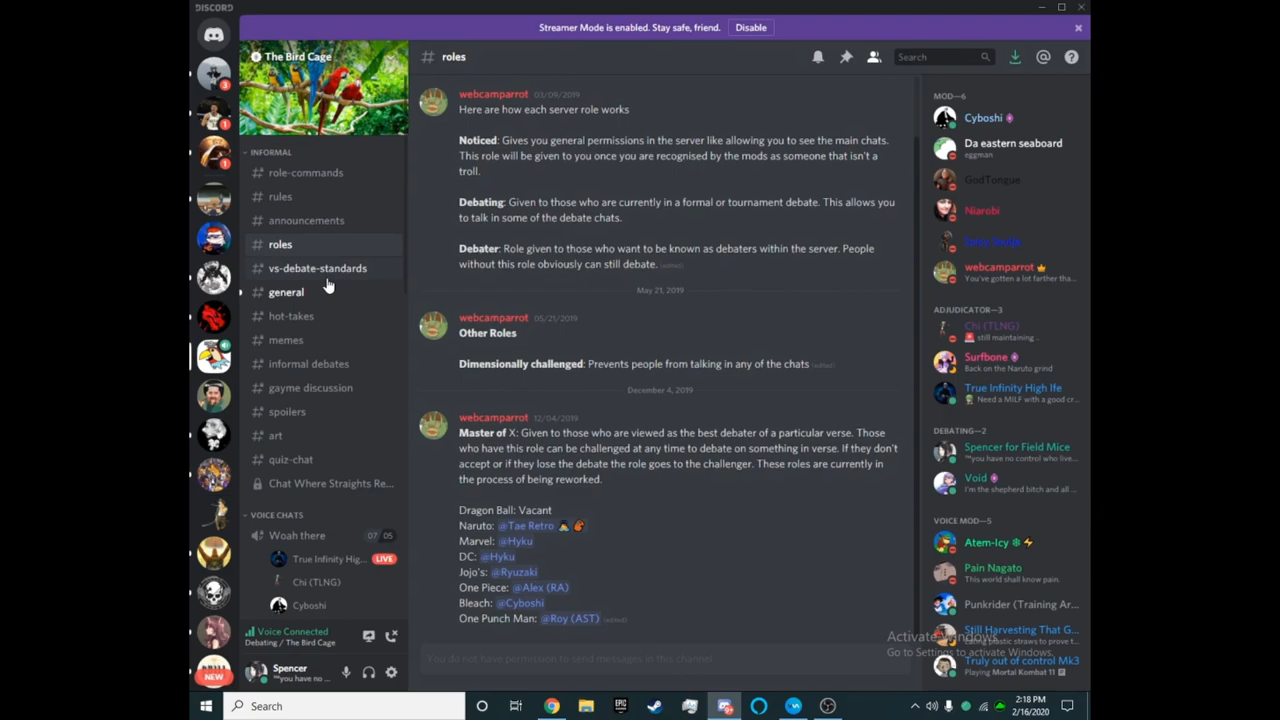 DISCORD
Streamer Mode is enabled. Stay safe, friend.
Disable
The Bird Cage
# roles
Search
3
1
1
NEW
INFORMAL
# role-commands
# rules
# announcements
# roles
# vs-debate-standards
# general
# hot-takes
# memes
# informal debates
# gayme discussion
# spoilers
# art
# quiz-chat
Chat Where Straights Re...
VOICE CHATS
Woah there
07 05
True Infinity Hig...
LIVE
Chi (TLNG)
Cyboshi
Voice Connected
Debating / The Bird Cage
Spencer
"you have no ...
webcamparrot 03/09/2019
Here are how each server role works
Noticed: Gives you general permissions in the server like allowing you to see the main chats.
This role will be given to you once you are recognised by the mods as someone that isn't a
troll.
Debating: Given to those who are currently in a formal or tournament debate. This allows you
to talk in some of the debate chats.
Debater: Role given to those who want to be known as debaters within the server. People
without this role obviously can still debate. (edited)
May 21, 2019
webcamparrot 05/21/2019
Other Roles
Dimensionally challenged: Prevents people from talking in any of the chats (edited)
December 4, 2019
webcamparrot 12/04/2019
Master of X: Given to those who are viewed as the best debater of a particular verse. Those
who have this role can be challenged at any time to debate on something in verse. If they don't
accept or if they lose the debate the role goes to the challenger. These roles are currently in
the process of being reworked.
Dragon Ball: Vacant
Naruto: @Tae Retro
Marvel: @Hyku
DC: @Hyku
Jojo's: @Ryuzaki
One Piece: @Alex (RA)
Bleach: @Cyboshi
One Punch Man: @Roy (AST) (edited)
You do not have permission to send messages in this channel.
MOD—6
Cyboshi
Da eastern seaboard
eggman
GodTongue
Niarobi
webcamparrot
You've gotten a lot farther tha...
ADJUDICATOR—3
Chi (TLNG)
still maintaining...
Surfbone
Back on the Naruto grind
True Infinity High Ife
Need a MILF with a good cr...
DEBATING—2
Spencer for Field Mice
"you have no control who live...
Void
I'm the shepherd bitch and all ...
VOICE MOD—5
Atem-Icy
Pain Nagato
This world shall know pain.
Punkrider (Training Ar...
Still Harvesting That G...
eating plastic straws to prove t...
Truly out of control Mk3
Playing Mortal Kombat 11
Activate Windows
Go to Settings to activate Windows.
Search
EPIC
2:18 PM
2/16/2020